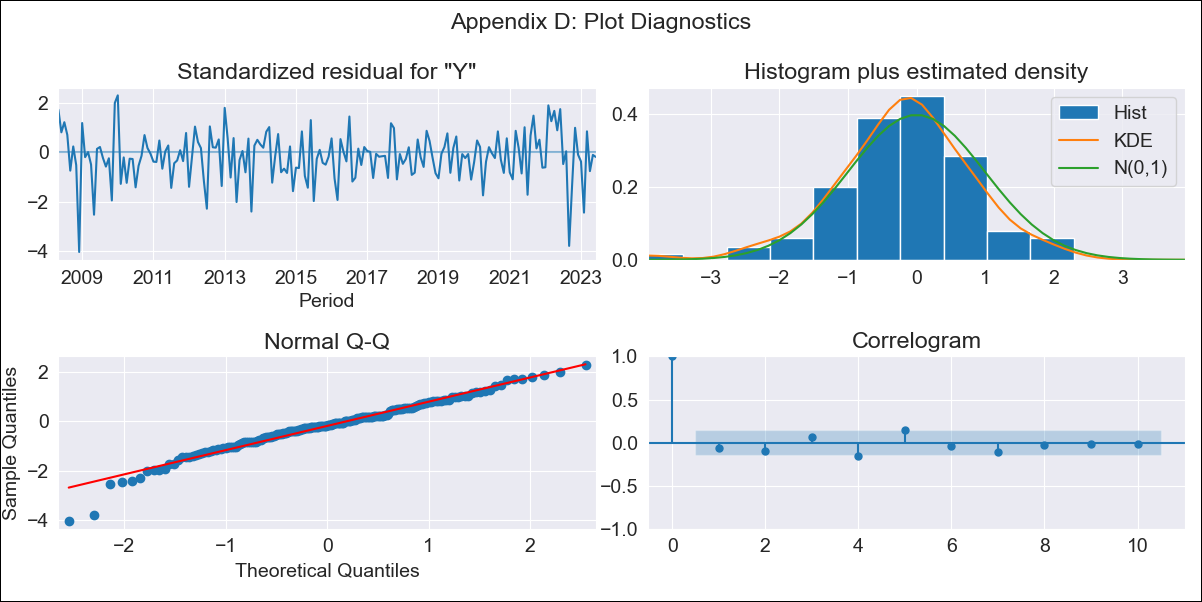 Appendix D: Plot Diagnostics
Standardized residual for "Y"
2
0
−2
−4
2009 2011 2013 2015 2017 2019 2021 2023
Period
Histogram plus estimated density
0.4
0.2
0.0
Hist
KDE
N(0,1)
−3 −2 −1 0 1 2 3
Normal Q-Q
Sample Quantiles
2
0
−2
−4
−2 −1 0 1 2
Theoretical Quantiles
Correlogram
1.0
0.5
0.0
−0.5
−1.0
0 2 4 6 8 10